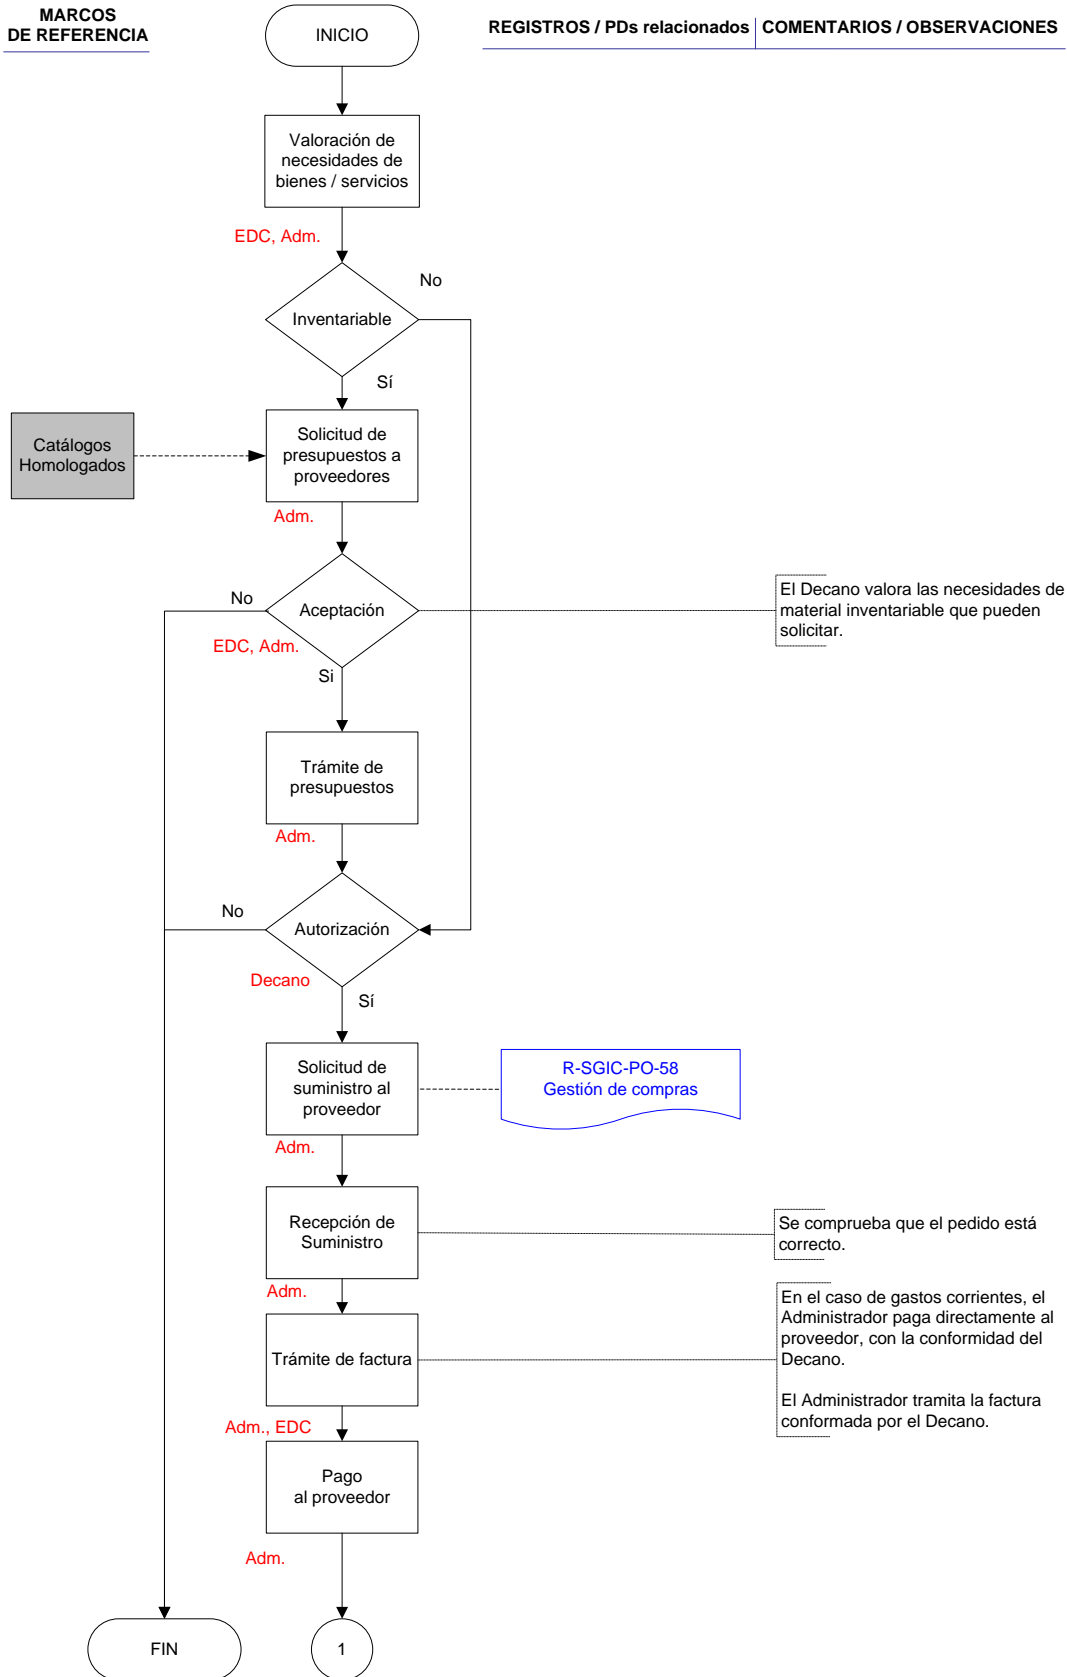 MARCOS
DE REFERENCIA
INICIO
REGISTROS / PDs relacionados
COMENTARIOS / OBSERVACIONES
Valoración de
necesidades de
bienes / servicios
EDC, Adm.
No
Inventariable
Sí
Catálogos
Homologados
Solicitud de
presupuestos a
proveedores
Adm.
No
Aceptación
El Decano valora las necesidades de
material inventariable que pueden
solicitar.
EDC, Adm.
Si
Trámite de
presupuestos
Adm.
No
Autorización
Decano
Sí
Solicitud de
suministro al
proveedor
R-SGIC-PO-58
Gestión de compras
Adm.
Recepción de
Suministro
Se comprueba que el pedido está
correcto.
Adm.
Trámite de factura
En el caso de gastos corrientes, el
Administrador paga directamente al
proveedor, con la conformidad del
Decano.
El Administrador tramita la factura
conformada por el Decano.
Adm., EDC
Pago
al proveedor
Adm.
FIN
1